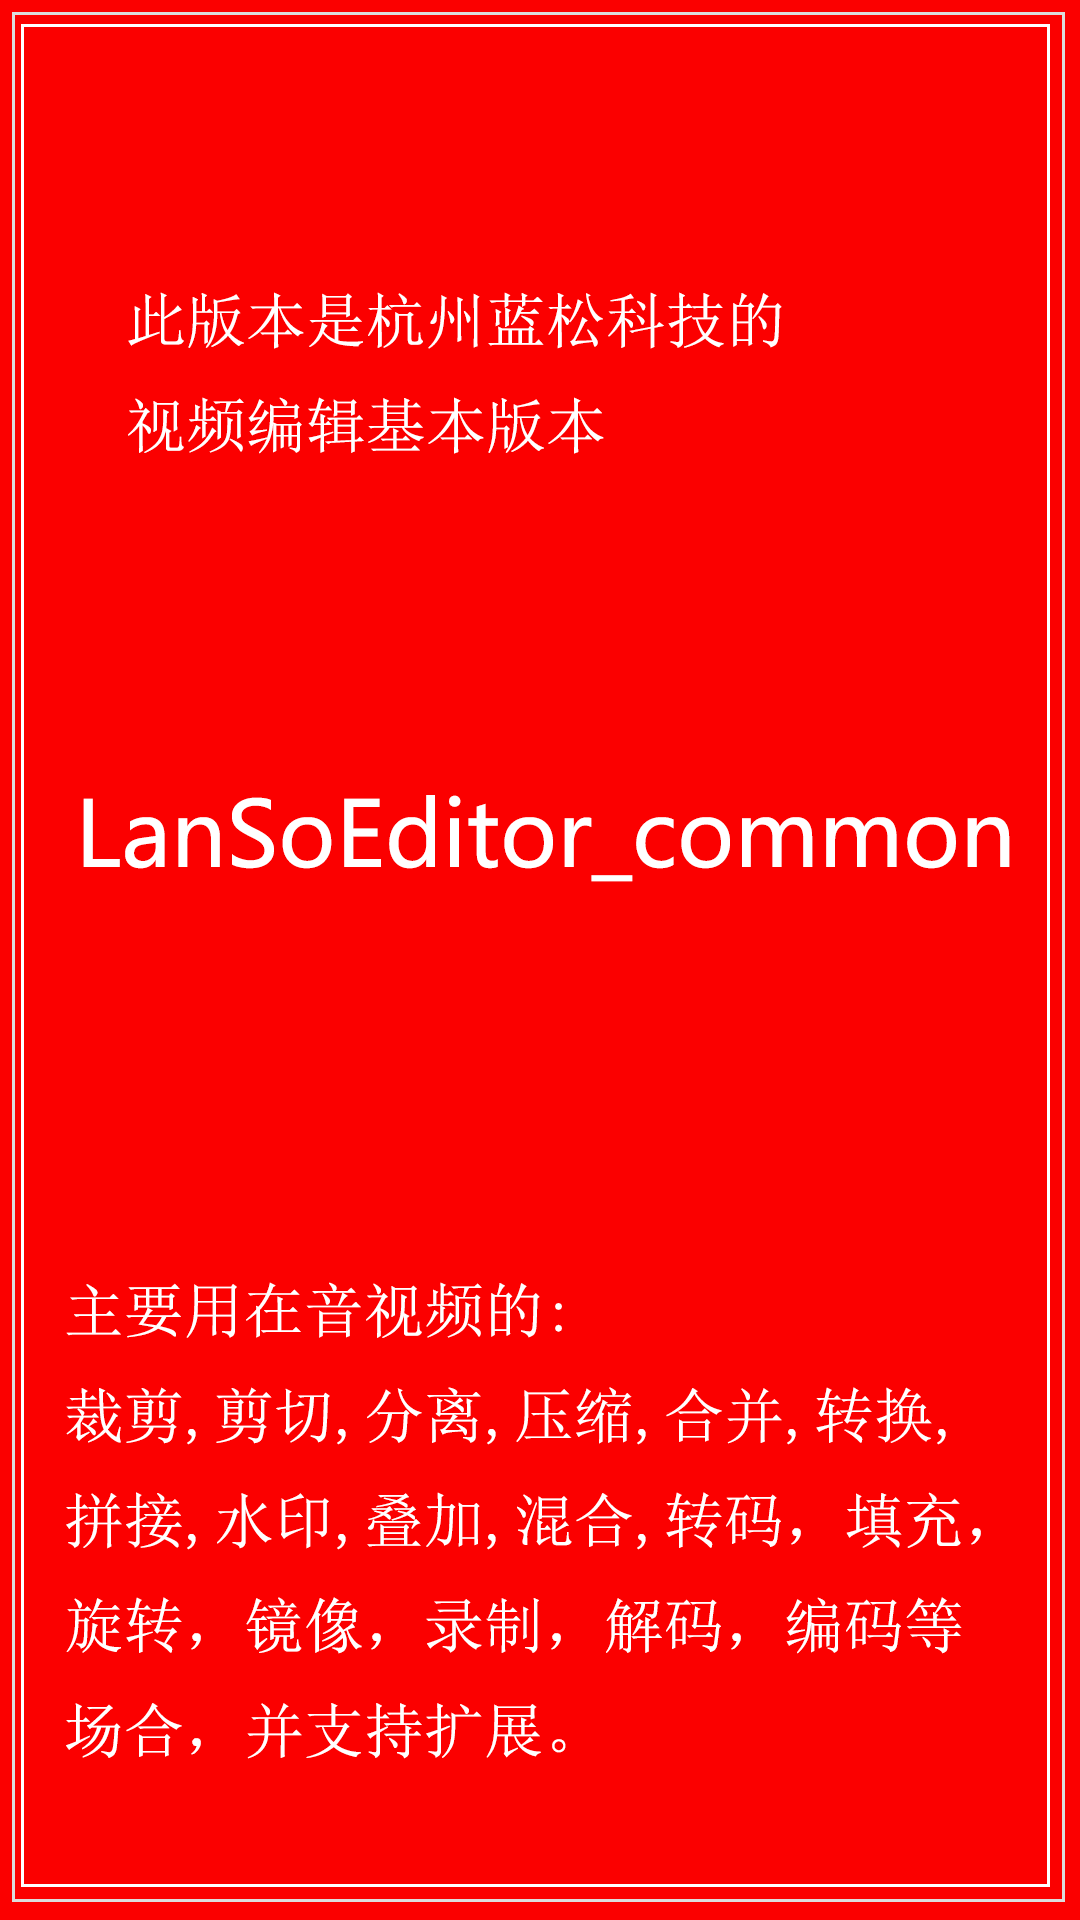 此版本是杭州蓝松科技的
视频编辑基本版本
LanSoEditor_common
主要用在音视频的:
裁剪,剪切,分离,压缩,合并,转换,
拼接,水印,叠加,混合,转码，填充，
旋转，镜像，录制，解码，编码等
场合，并支持扩展。